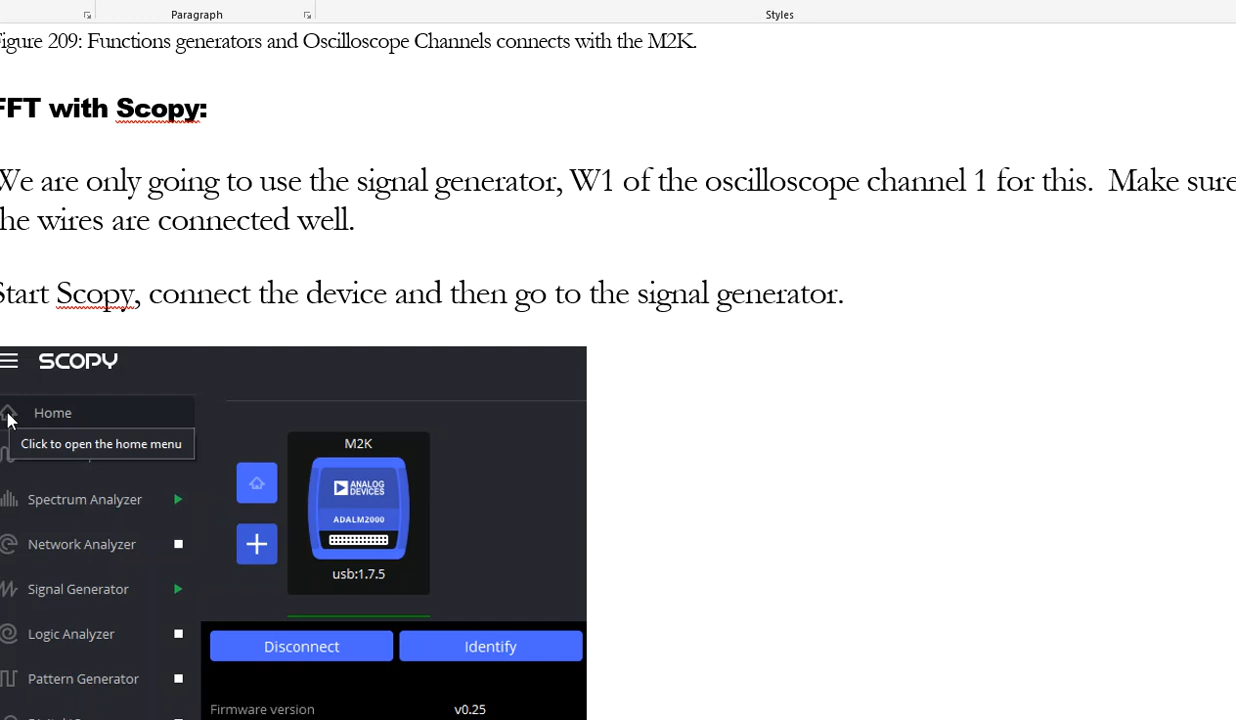 Paragraph
Styles
igure 209: Functions generators and Oscilloscope Channels connects with the M2K.
FFT with Scopy:
We are only going to use the signal generator, W1 of the oscilloscope channel 1 for this. Make sure
he wires are connected well.
Start Scopy, connect the device and then go to the signal generator.
SCOPY
Home
M2K
Click to open the home menu
ANALOG
DEVICES
Spectrum Analyzer
ADALM2000
Network Analyzer
usb:1.7.5
Signal Generator
Logic Analyzer
Disconnect
Identify
Pattern Generator
Firmware version
v0.25